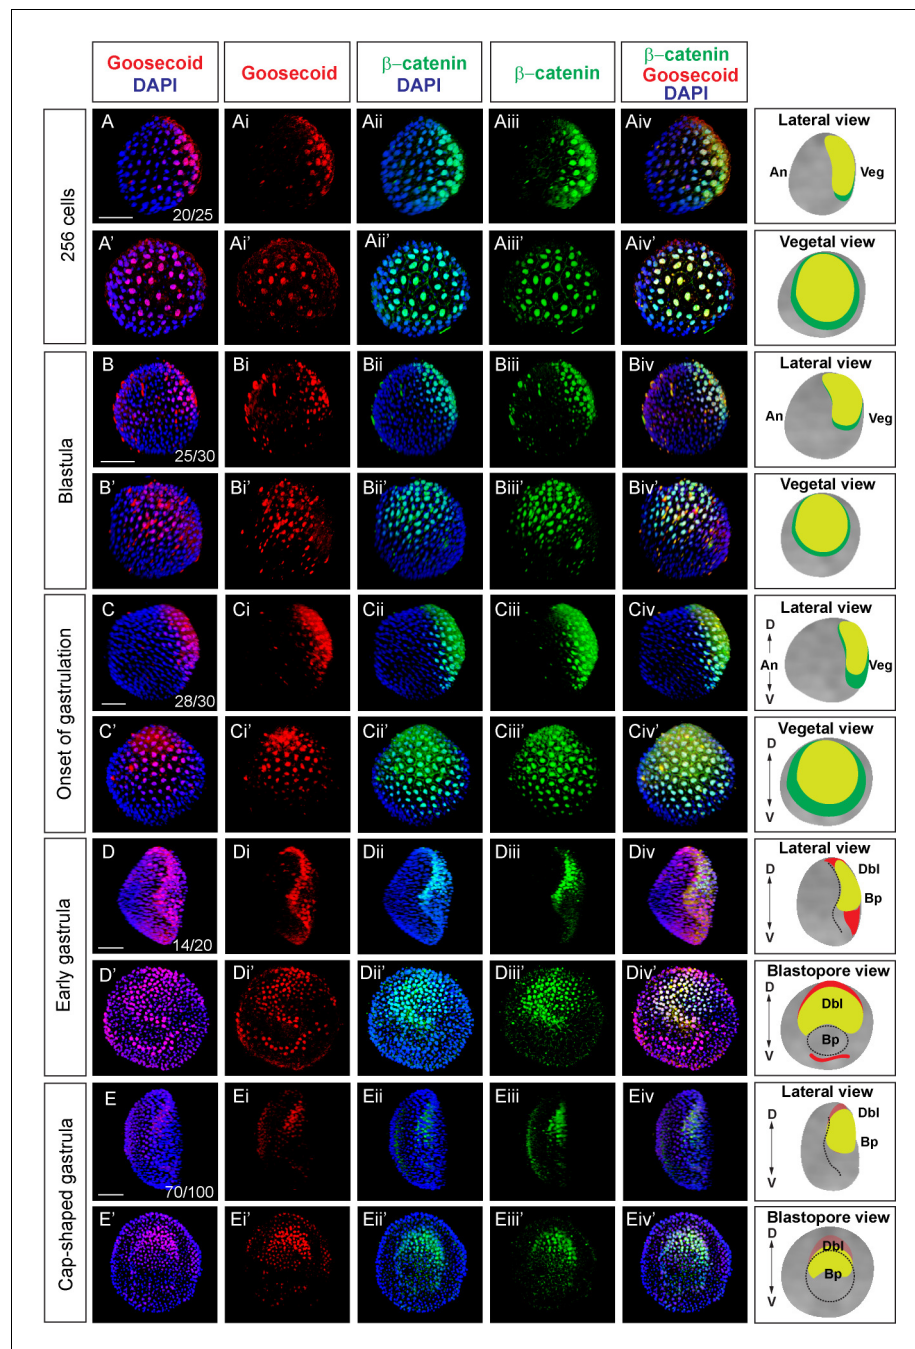 Goosecoid
DAPI
Goosecoid
β-catenin
DAPI
β-catenin
β-catenin
Goosecoid
DAPI
256 cells
A
20/25
Ai
Aii
Aiii
Aiv
Lateral view
An
Veg
A'
Ai'
Aii'
Aiii'
Aiv'
Vegetal view
Blastula
B
25/30
Bi
Bii
Biii
Biv
Lateral view
An
Veg
B'
Bi'
Bii'
Biii'
Biv'
Vegetal view
Onset of gastrulation
C
28/30
Ci
Cii
Ciii
Civ
Lateral view
D
An
Veg
V
C'
Ci'
Cii'
Ciii'
Civ'
Vegetal view
D
V
Early gastrula
D
14/20
Di
Dii
Diii
Div
Lateral view
D
Dbl
Bp
V
D'
Di'
Dii'
Diii'
Div'
Blastopore view
D
Dbl
Bp
V
Cap-shaped gastrula
E
70/100
Ei
Eii
Eiii
Eiv
Lateral view
D
Dbl
Bp
V
E'
Ei'
Eii'
Eiii'
Eiv'
Blastopore view
D
Dbl
Bp
V